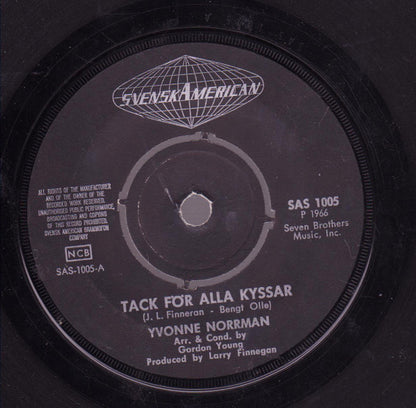 SVENSKAMERICAN
ALL RIGHTS OF THE MANUFACTURER
AND OF THE OWNER OF THE
RECORDED WORK RESERVED.
UNAUTHORISED PUBLIC PERFORMANCE,
BROADCASTING AND COPYING
OF THIS RECORD PROHIBITED.
SVENSK AMERICAN GRAMMOFON
COMPANY
NCB
SAS-1005-A
SAS 1005
P 1966
Seven Brothers
Music, Inc.
TACK FÖR ALLA KYSSAR
(J. L. Finneran - Bengt Olle)
YVONNE NORRMAN
Arr. & Cond. by
Gordon Young
Produced by Larry Finnegan